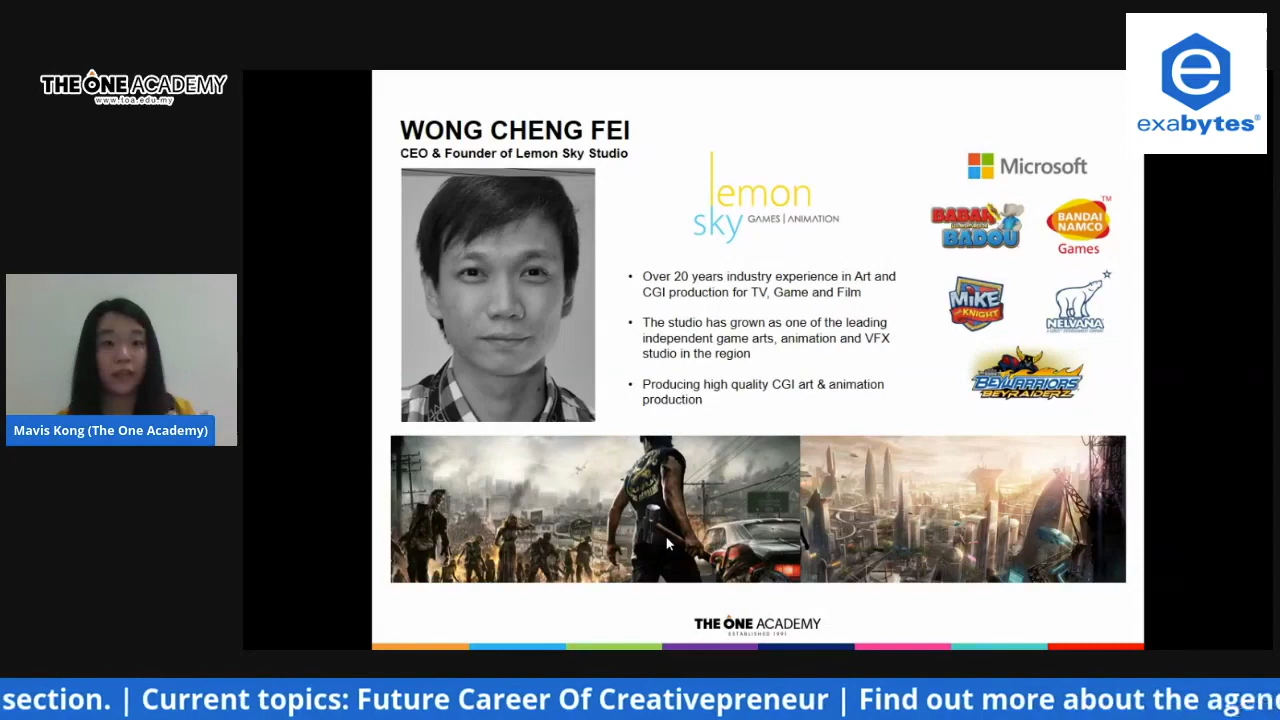 THE ONE ACADEMY
www.toa.edu.my
exabytes®
WONG CHENG FEI
CEO & Founder of Lemon Sky Studio
lemon
sky GAMES | ANIMATION
Microsoft
BABAR
BADOU
BANDAI
NAMCO
Games
TM
MIKE
KNIGHT
NELVANA
BEYWARRIORS
BEYRAIDERZ
• Over 20 years industry experience in Art and
CGI production for TV, Game and Film
• The studio has grown as one of the leading
independent game arts, animation and VFX
studio in the region
• Producing high quality CGI art & animation
production
Mavis Kong (The One Academy)
THE ONE ACADEMY
ESTABLISHED 1991
section. | Current topics: Future Career Of Creativepreneur | Find out more about the agen